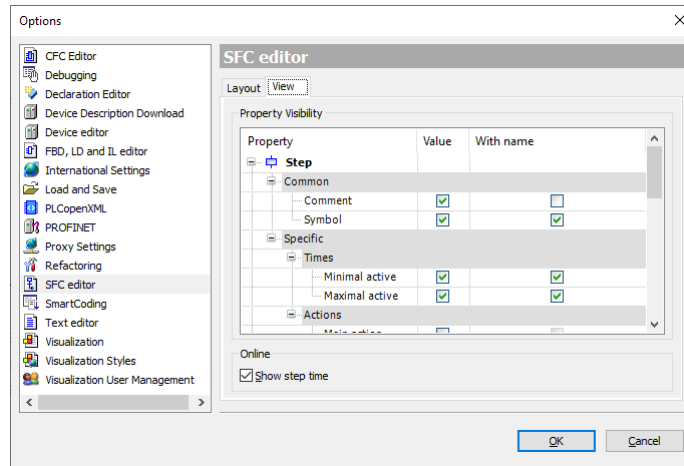 Options
CFC Editor
Debugging
Declaration Editor
Device Description Download
Device editor
FBD, LD and IL editor
International Settings
Load and Save
PLCopenXML
PROFINET
Proxy Settings
Refactoring
SFC editor
SmartCoding
Text editor
Visualization
Visualization Styles
Visualization User Management
SFC editor
Layout View
Property Visibility
Property Value With name
Step
Common
Comment
Symbol
Specific
Times
Minimal active
Maximal active
Actions
Main action
Online
Show step time
OK Cancel